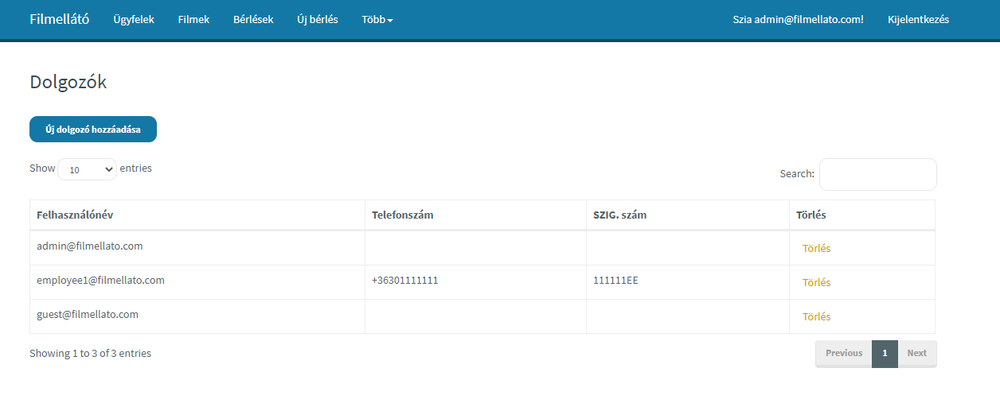 Filmellátó Ügyfelek Filmek Bérlések Új bérlés Több Szia admin@filmellato.com! Kijelentkezés
Dolgozók
Új dolgozó hozzáadása
Show 10 entries Search:
Felhasználónév Telefonszám SZIG. szám Törlés
admin@filmellato.com Törlés
employee1@filmellato.com +36301111111 111111EE Törlés
guest@filmellato.com Törlés
Showing 1 to 3 of 3 entries Previous 1 Next